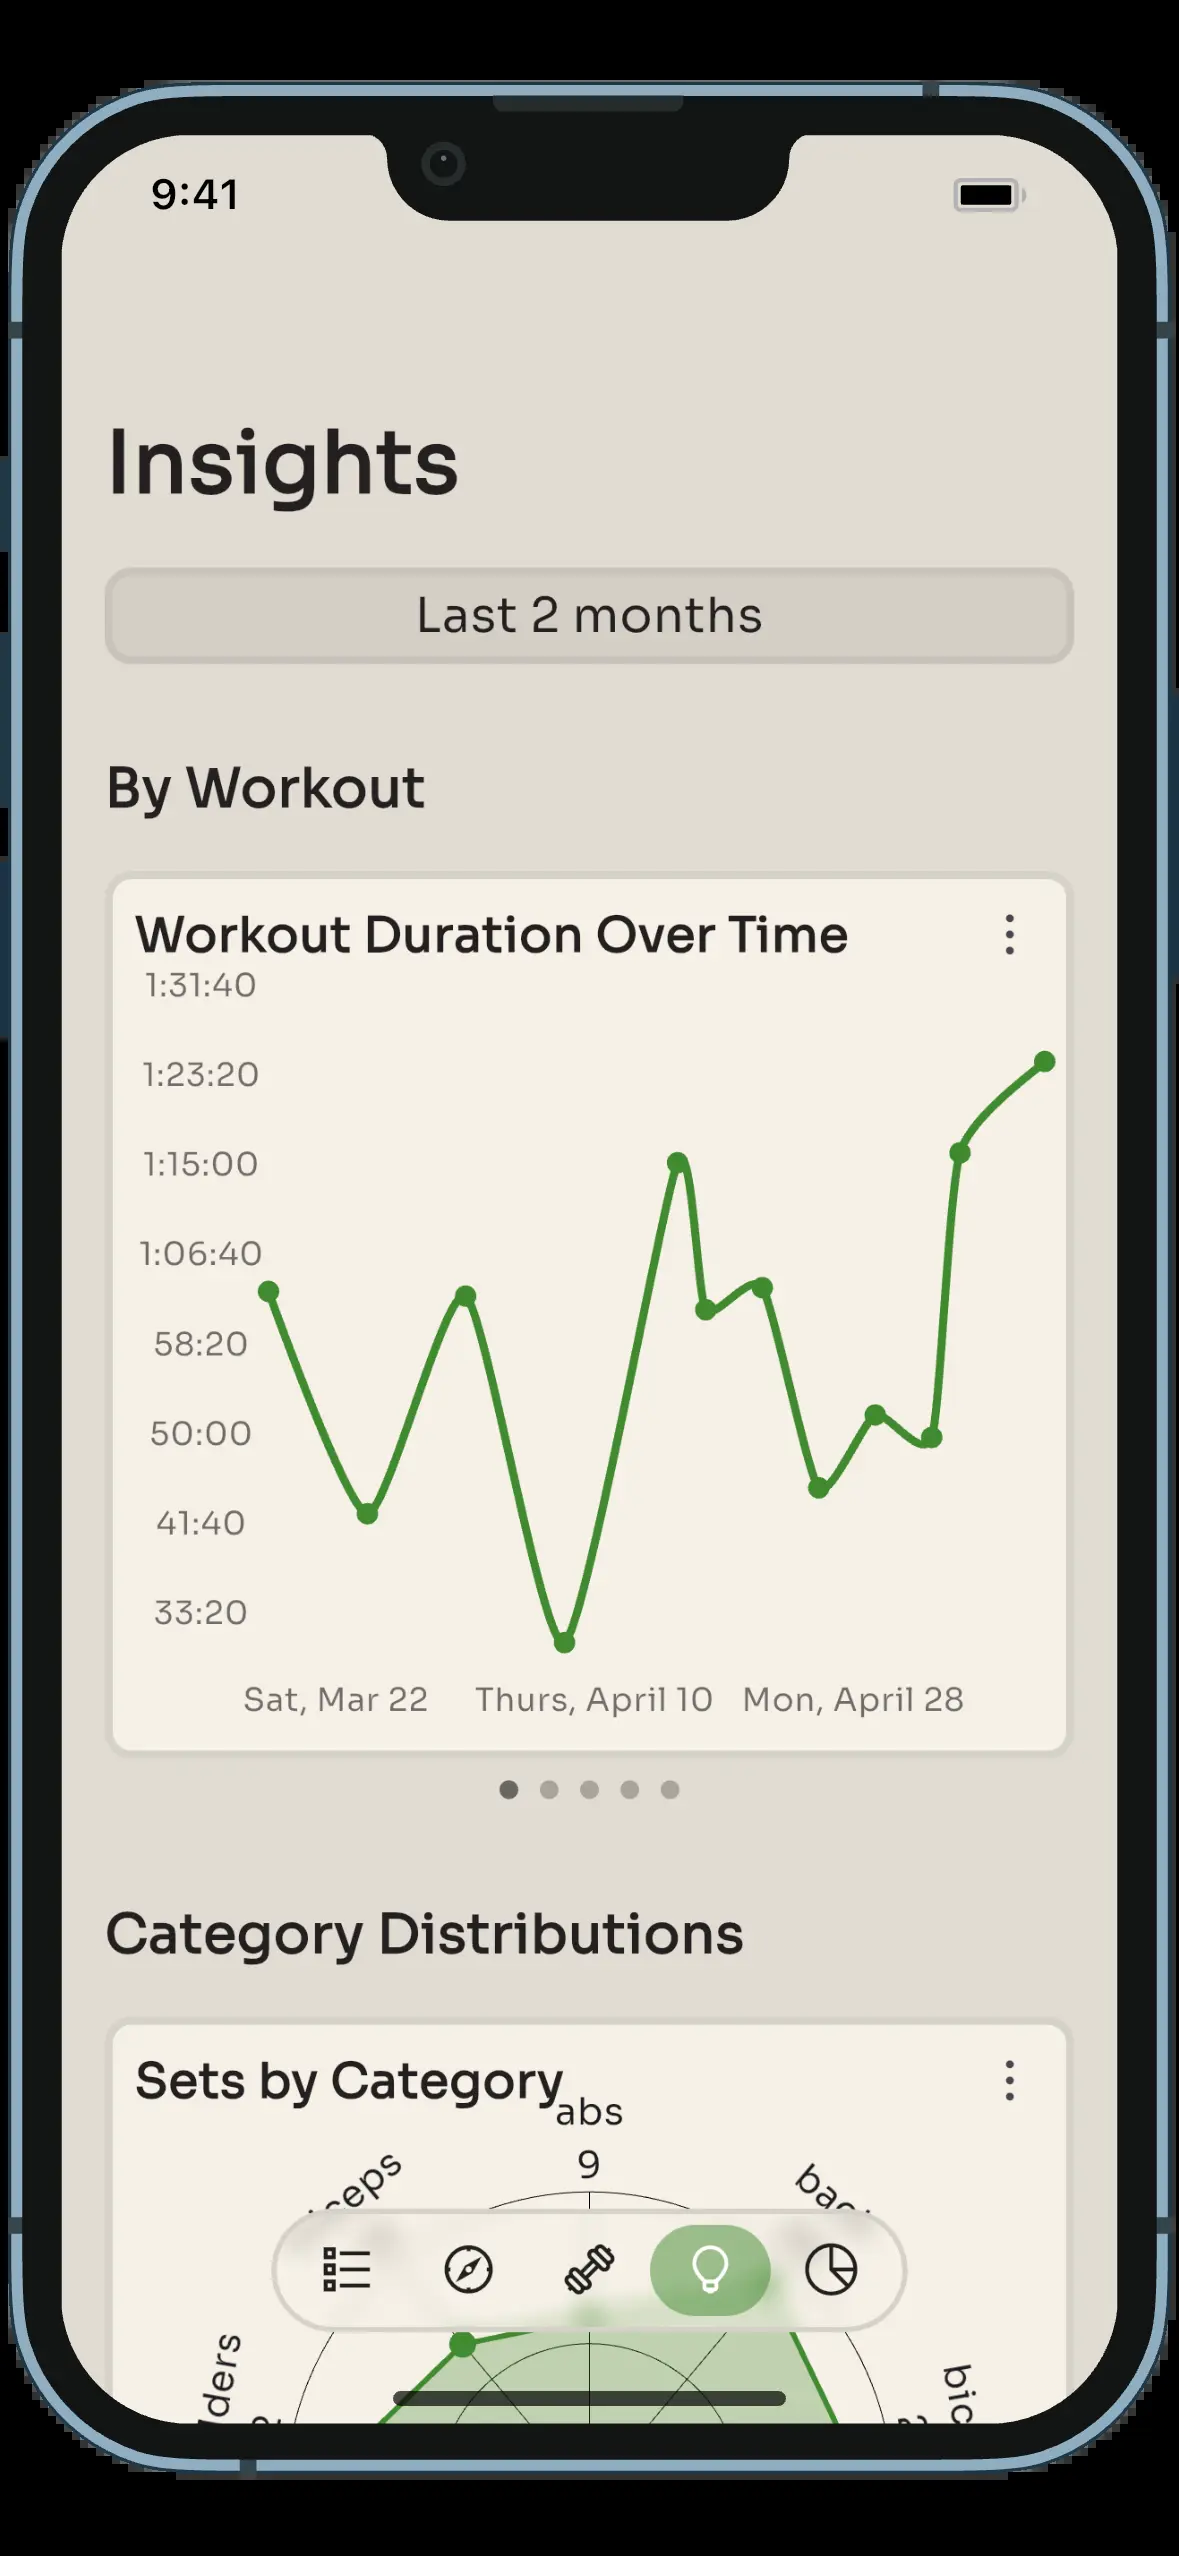 9:41
Insights
Last 2 months
By Workout
Workout Duration Over Time
1:31:40
1:23:20
1:15:00
1:06:40
58:20
50:00
41:40
33:20
Sat, Mar 22 Thurs, April 10 Mon, April 28
Category Distributions
Sets by Category
abs
9